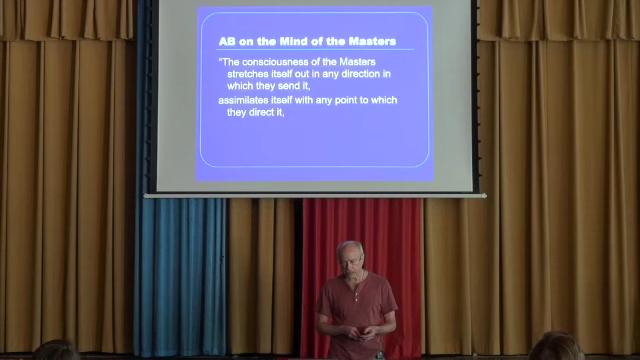 AB on the Mind of the Masters
"The consciousness of the Masters
stretches itself out in any direction in
which they send it,
assimilates itself with any point to which
they direct it,